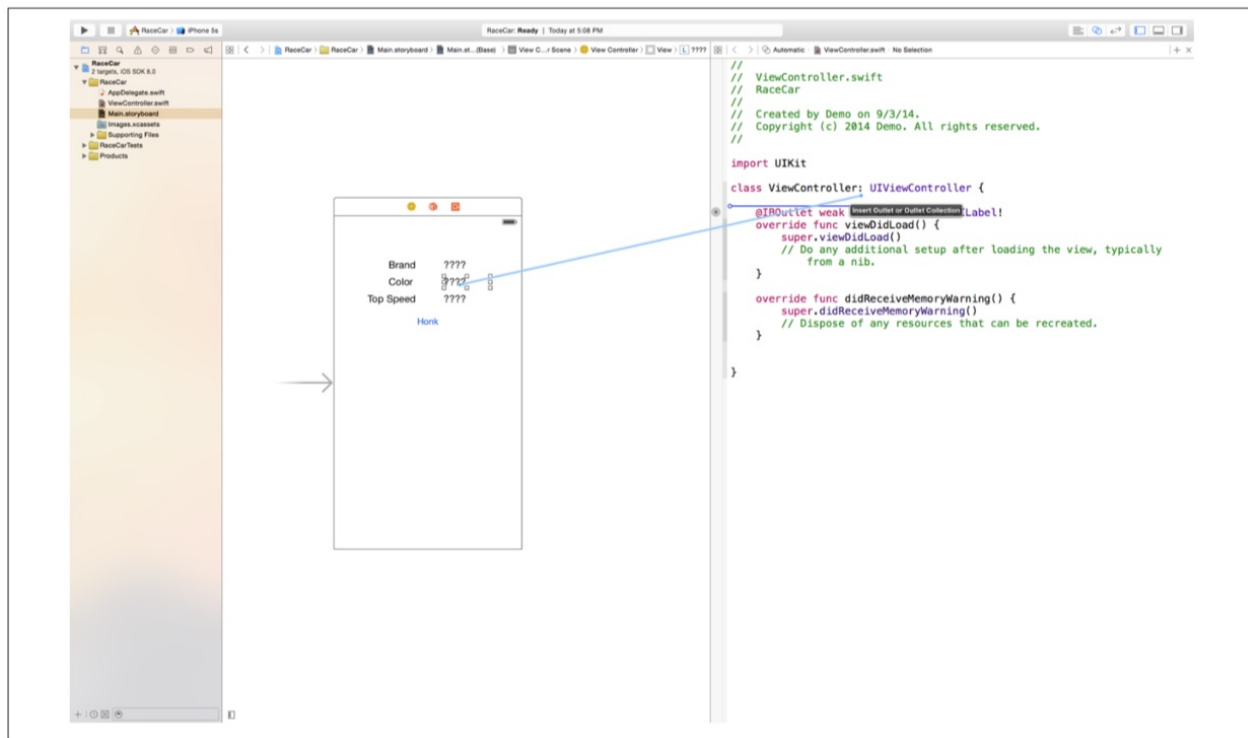 RaceCar › iPhone 5s
RaceCar: Ready | Today at 5:08 PM
RaceCar
2 targets, iOS SDK 8.0
RaceCar
AppDelegate.swift
ViewController.swift
Main.storyboard
Images.xcassets
Supporting Files
RaceCarTests
Products
RaceCar › RaceCar › Main.storyboard › Main.st...(Base) › View C...r Scene › View Controller › View › L ????
Brand ????
Color ????
Top Speed ????
Honk
Automatic › ViewController.swift › No Selection
//
// ViewController.swift
// RaceCar
//
// Created by Demo on 9/3/14.
// Copyright (c) 2014 Demo. All rights reserved.
//
import UIKit
class ViewController: UIViewController {
Insert Outlet or Outlet Collection
@IBOutlet weak Label!
override func viewDidLoad() {
super.viewDidLoad()
// Do any additional setup after loading the view, typically
from a nib.
}
override func didReceiveMemoryWarning() {
super.didReceiveMemoryWarning()
// Dispose of any resources that can be recreated.
}
}